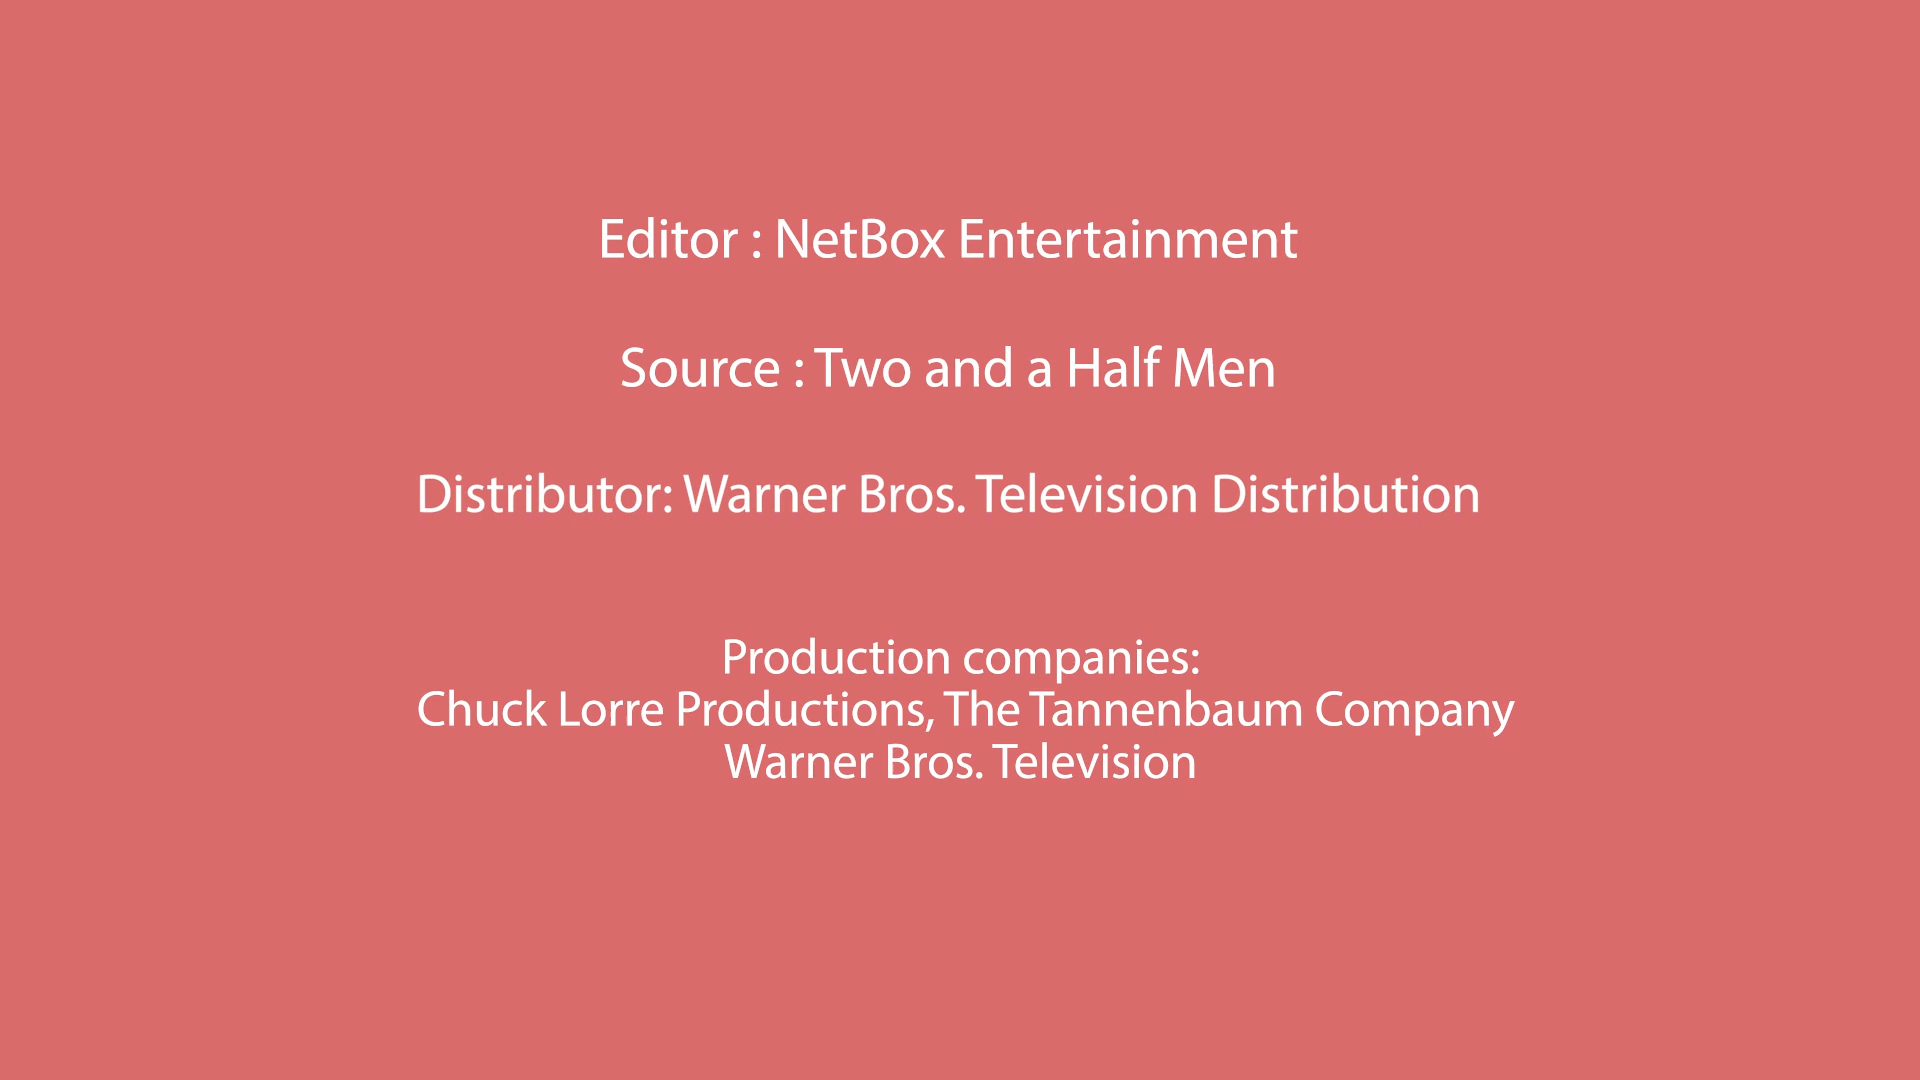 Editor : NetBox Entertainment
Source : Two and a Half Men
Distributor: Warner Bros. Television Distribution
Production companies:
Chuck Lorre Productions, The Tannenbaum Company
Warner Bros. Television